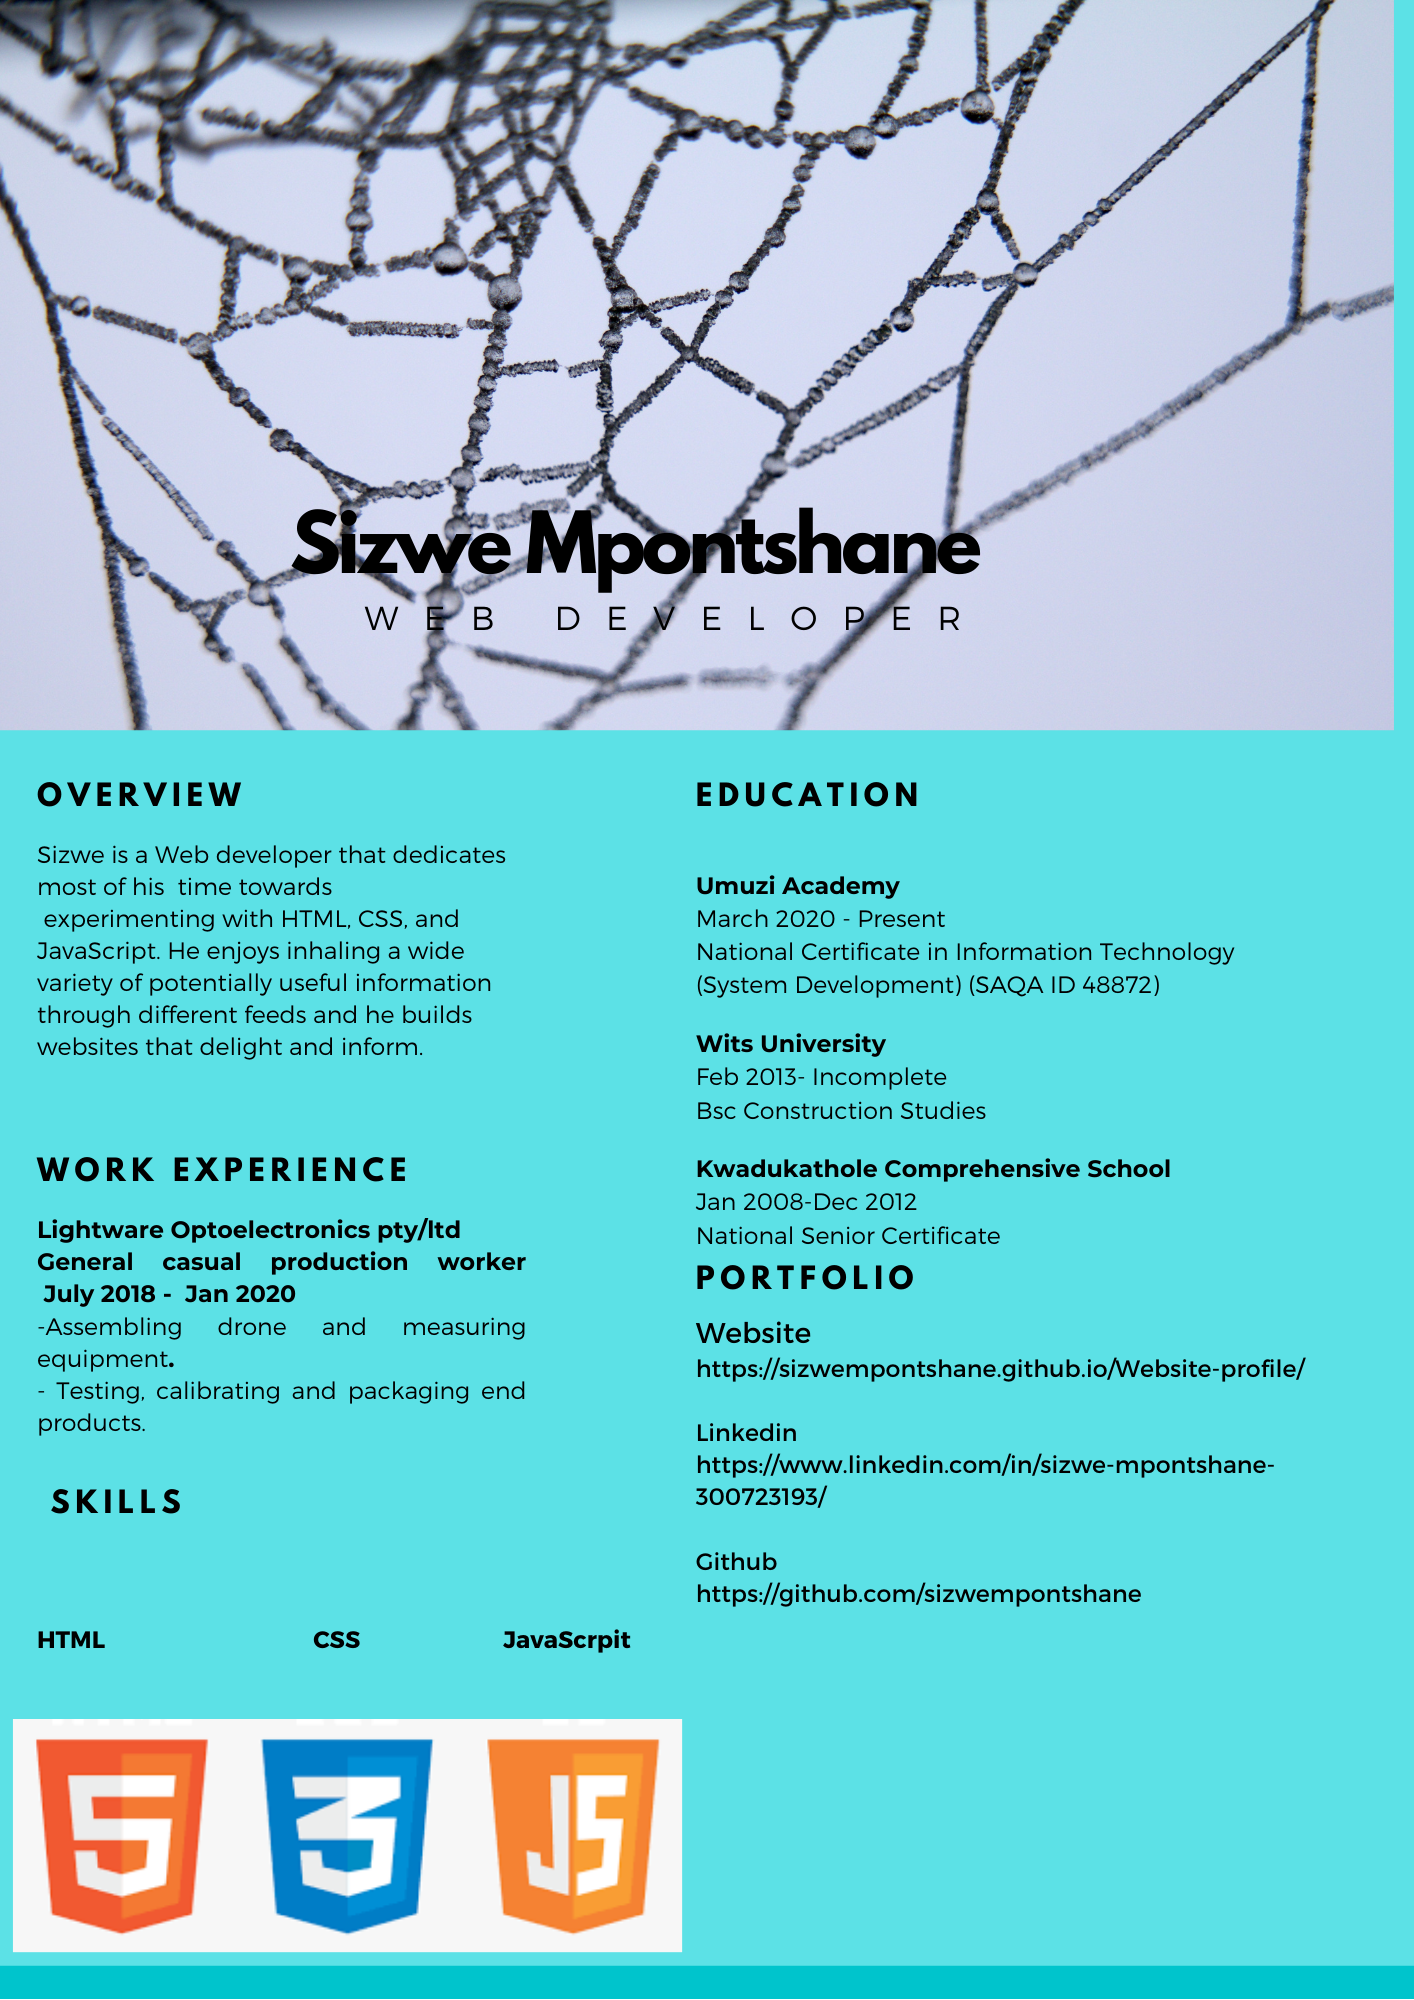 Sizwe Mpontshane
WEB DEVELOPER
OVERVIEW
Sizwe is a Web developer that dedicates
most of his  time towards
experimenting with HTML, CSS, and
JavaScript. He enjoys inhaling a wide
variety of potentially useful information
through different feeds and he builds
websites that delight and inform.
WORK EXPERIENCE
Lightware Optoelectronics pty/ltd
General casual production worker
July 2018 -  Jan 2020
-Assembling drone and measuring
equipment.
- Testing, calibrating and packaging end
products.
SKILLS
HTML CSS JavaScrpit
5 3 JS
EDUCATION
Umuzi Academy
March 2020 - Present
National Certificate in Information Technology
(System Development) (SAQA ID 48872)
Wits University
Feb 2013- Incomplete
Bsc Construction Studies
Kwadukathole Comprehensive School
Jan 2008-Dec 2012
National Senior Certificate
PORTFOLIO
Website
https://sizwempontshane.github.io/Website-profile/
Linkedin
https://www.linkedin.com/in/sizwe-mpontshane-
300723193/
Github
https://github.com/sizwempontshane